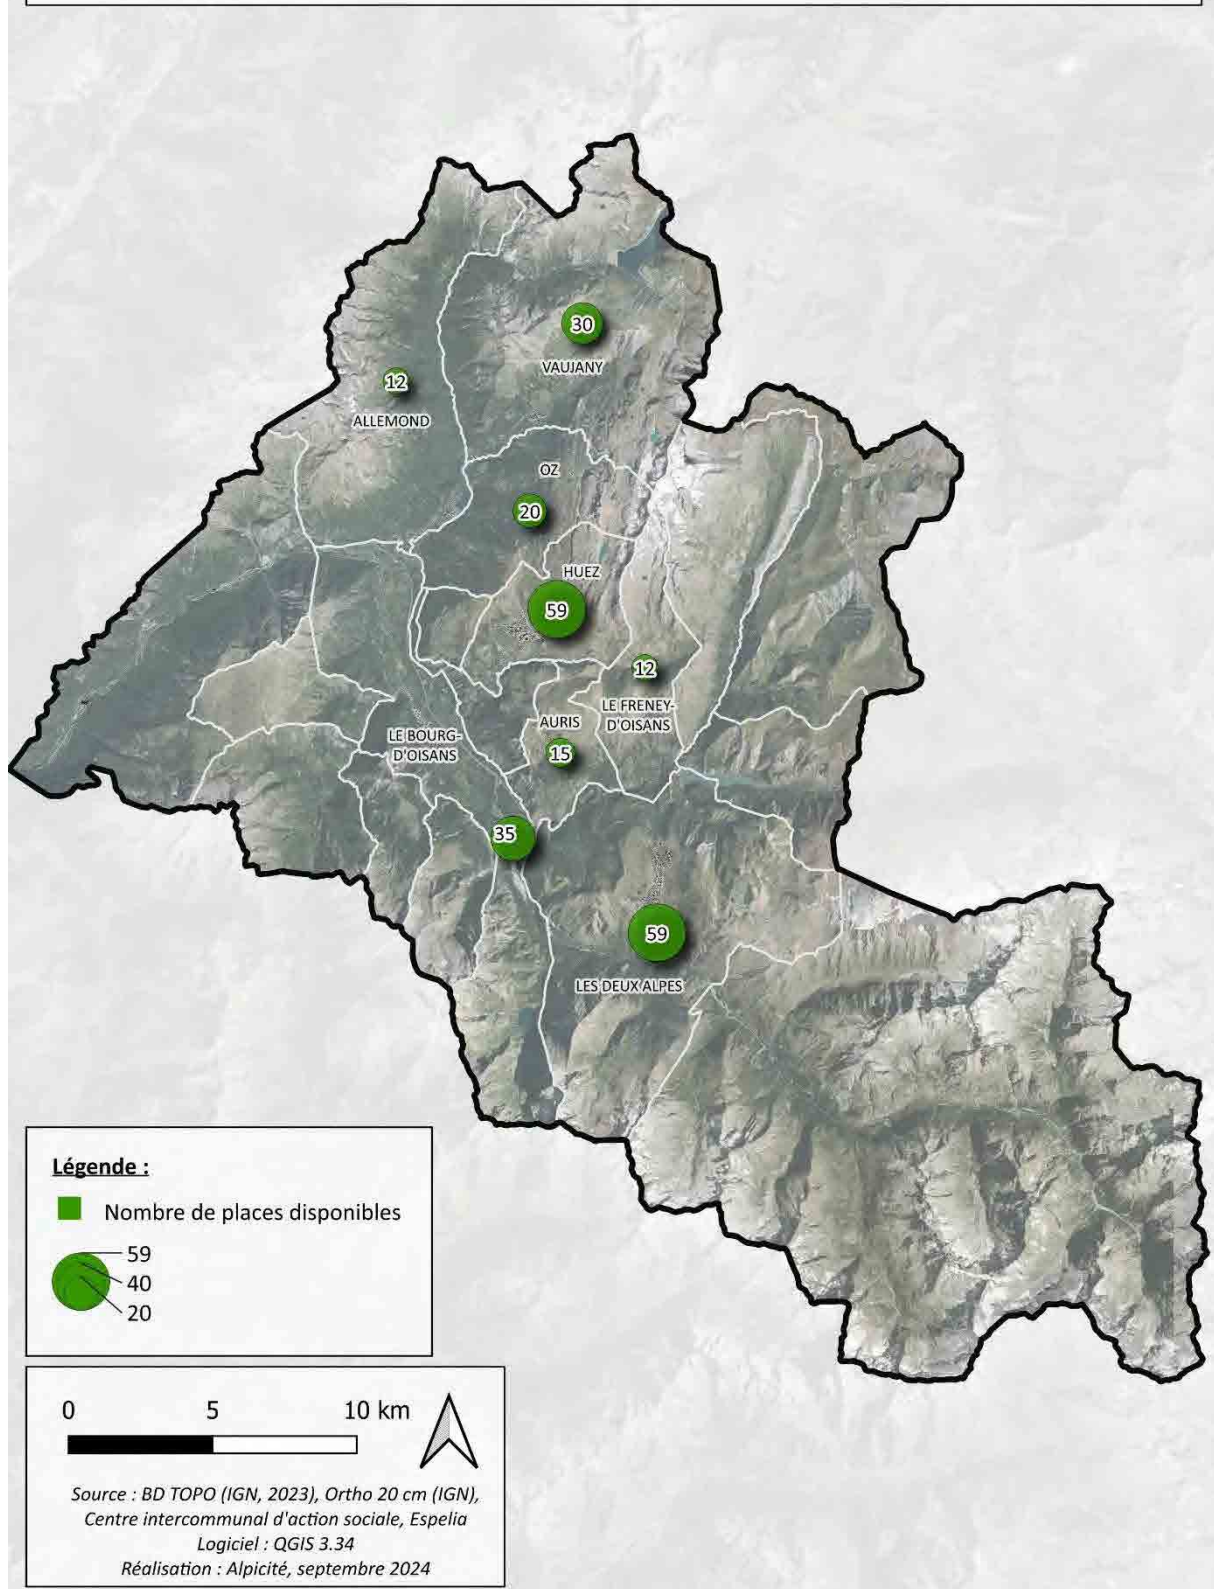 30
VAUJANY
12
ALLEMOND
OZ
20
HUEZ
59
12
LE FRENEY-
D'OISANS
AURIS
15
LE BOURG-
D'OISANS
35
59
LES DEUX ALPES
Légende :
Nombre de places disponibles
59
40
20
0 5 10 km
Source : BD TOPO (IGN, 2023), Ortho 20 cm (IGN),
Centre intercommunal d'action sociale, Espelia
Logiciel : QGIS 3.34
Réalisation : Alpicité, septembre 2024